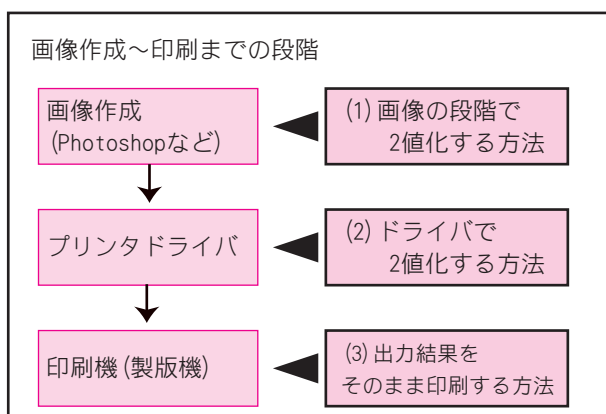 画像作成～印刷までの段階
画像作成
(Photoshopなど)
(1) 画像の段階で
2値化する方法
プリンタドライバ
(2) ドライバで
2値化する方法
印刷機(製版機)
(3) 出力結果を
そのまま印刷する方法